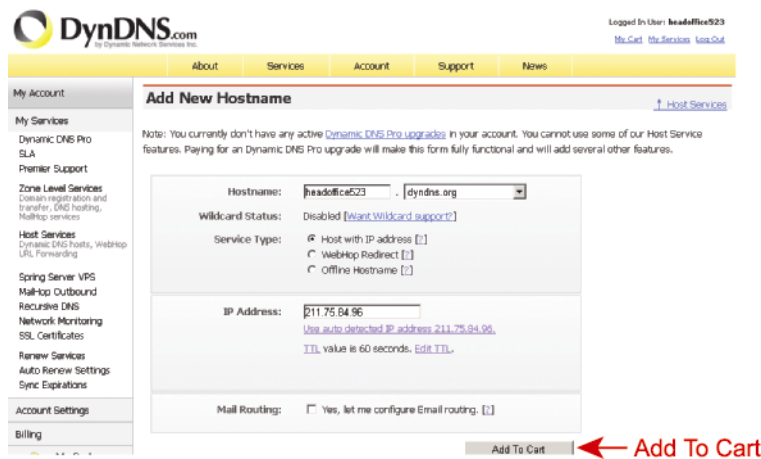 DynDNS.com
by Dynamic Network Services Inc.
Logged In User: headoffice523
My Cart My Services Log Out
About Services Account Support News
My Account
My Services
Dynamic DNS Pro
SLA
Premier Support
Zone Level Services
Domain registration and
transfer, DNS hosting,
MailHop services
Host Services
Dynamic DNS hosts, WebHop
URL Forwarding
Spring Server VPS
MailHop Outbound
Recursive DNS
Network Monitoring
SSL Certificates
Renew Services
Auto Renew Settings
Sync Expirations
Account Settings
Billing
Add New Hostname
↑ Host Services
Note: You currently don't have any active Dynamic DNS Pro upgrades in your account. You cannot use some of our Host Service
features. Paying for an Dynamic DNS Pro upgrade will make this form fully functional and will add several other features.
Hostname: headoffice523 . dyndns.org
Wildcard Status: Disabled [Want Wildcard support?]
Service Type: Host with IP address [?]
WebHop Redirect [?]
Offline Hostname [?]
IP Address: 211.75.84.96
Use auto detected IP address 211.75.84.96.
TTL value is 60 seconds. Edit TTL.
Mail Routing: Yes, let me configure Email routing. [?]
Add To Cart
Add To Cart